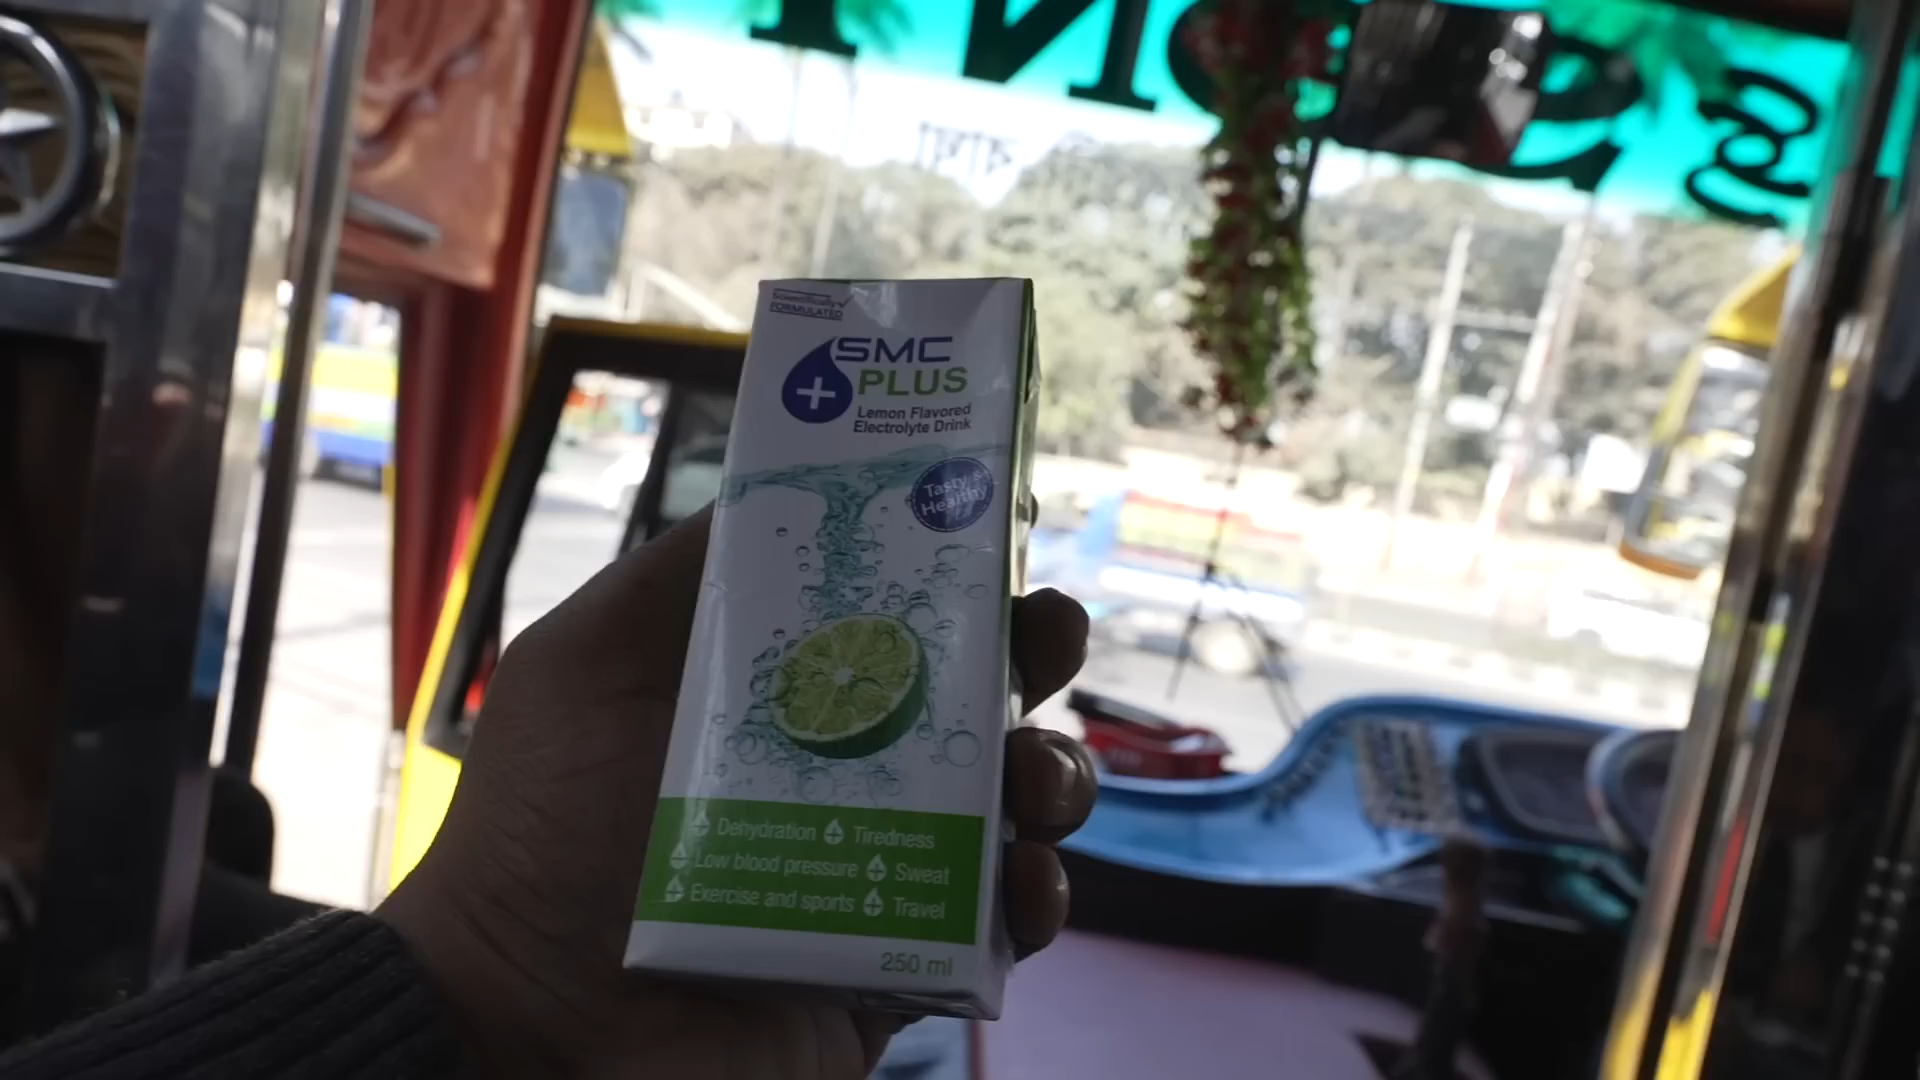 Scientifically
FORMULATED
SMC
PLUS
Lemon Flavored
Electrolyte Drink
Tasty &
Healthy
Dehydration Tiredness
Low blood pressure Sweat
Exercise and sports Travel
250 ml